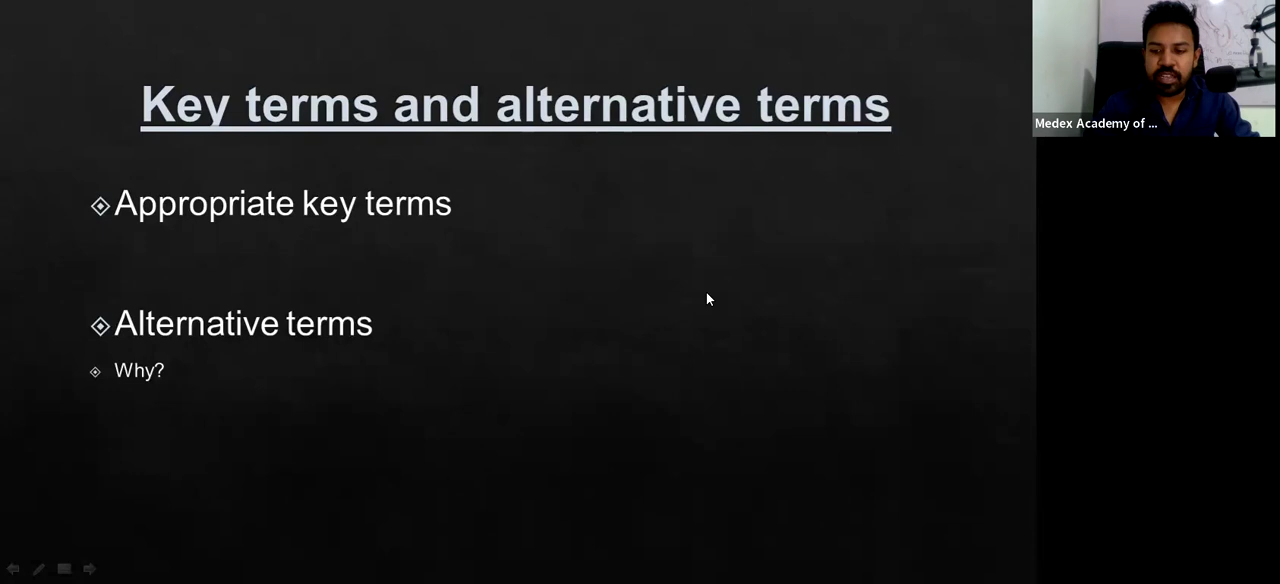 Key terms and alternative terms
Appropriate key terms
Alternative terms
Why?
Medex Academy of ...